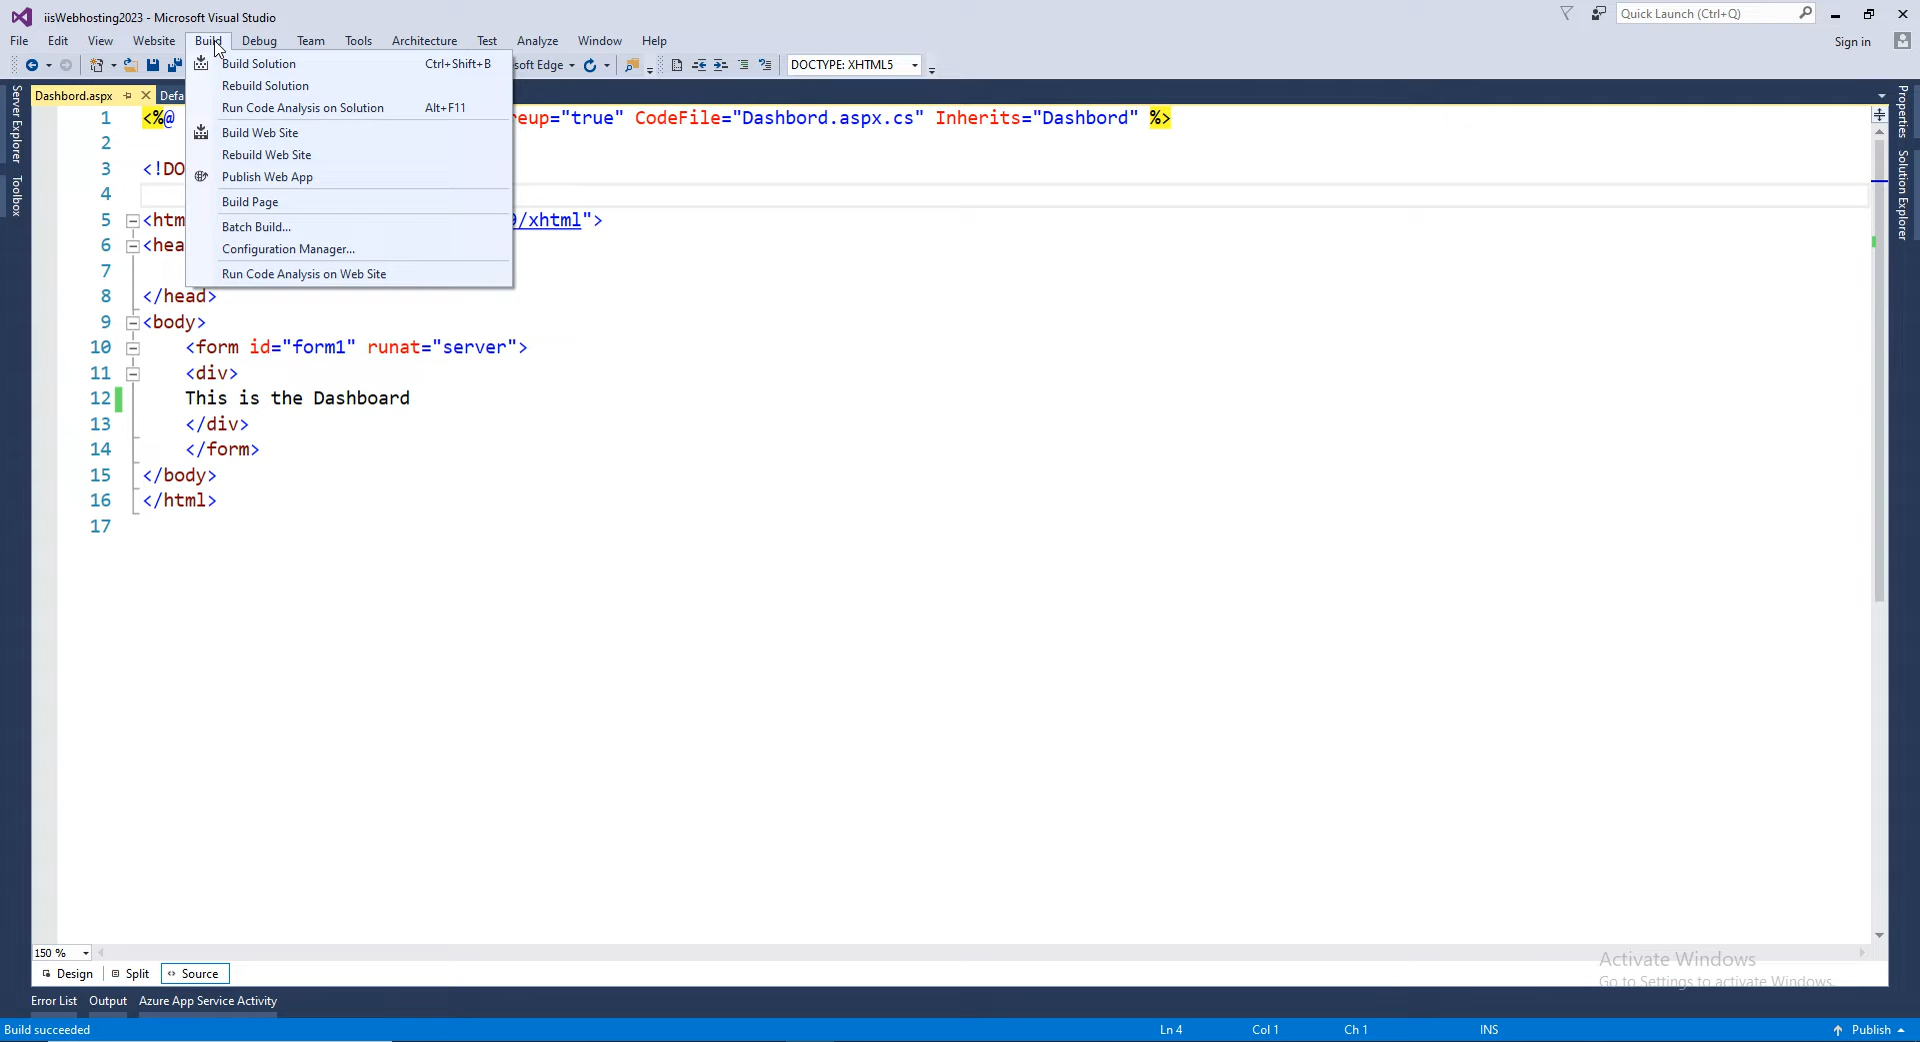 iisWebhosting2023 - Microsoft Visual Studio
Quick Launch (Ctrl+Q)
File Edit View Website Build Debug Team Tools Architecture Test Analyze Window Help
Sign in
soft Edge
DOCTYPE: XHTML5
Build Solution Ctrl+Shift+B
Rebuild Solution
Run Code Analysis on Solution Alt+F11
Build Web Site
Rebuild Web Site
Publish Web App
Build Page
Batch Build...
Configuration Manager...
Run Code Analysis on Web Site
Server Explorer
Toolbox
Properties
Solution Explorer
Dashbord.aspx Defa
1 <%@ reup="true" CodeFile="Dashbord.aspx.cs" Inherits="Dashbord" %>
2
3 <!DO
4
5 <htm /xhtml">
6 <hea
7
8 </head>
9 <body>
10 <form id="form1" runat="server">
11 <div>
12 This is the Dashboard
13 </div>
14 </form>
15 </body>
16 </html>
17
150 %
Design Split Source
Activate Windows
Go to Settings to activate Windows.
Error List Output Azure App Service Activity
Build succeeded Ln 4 Col 1 Ch 1 INS Publish